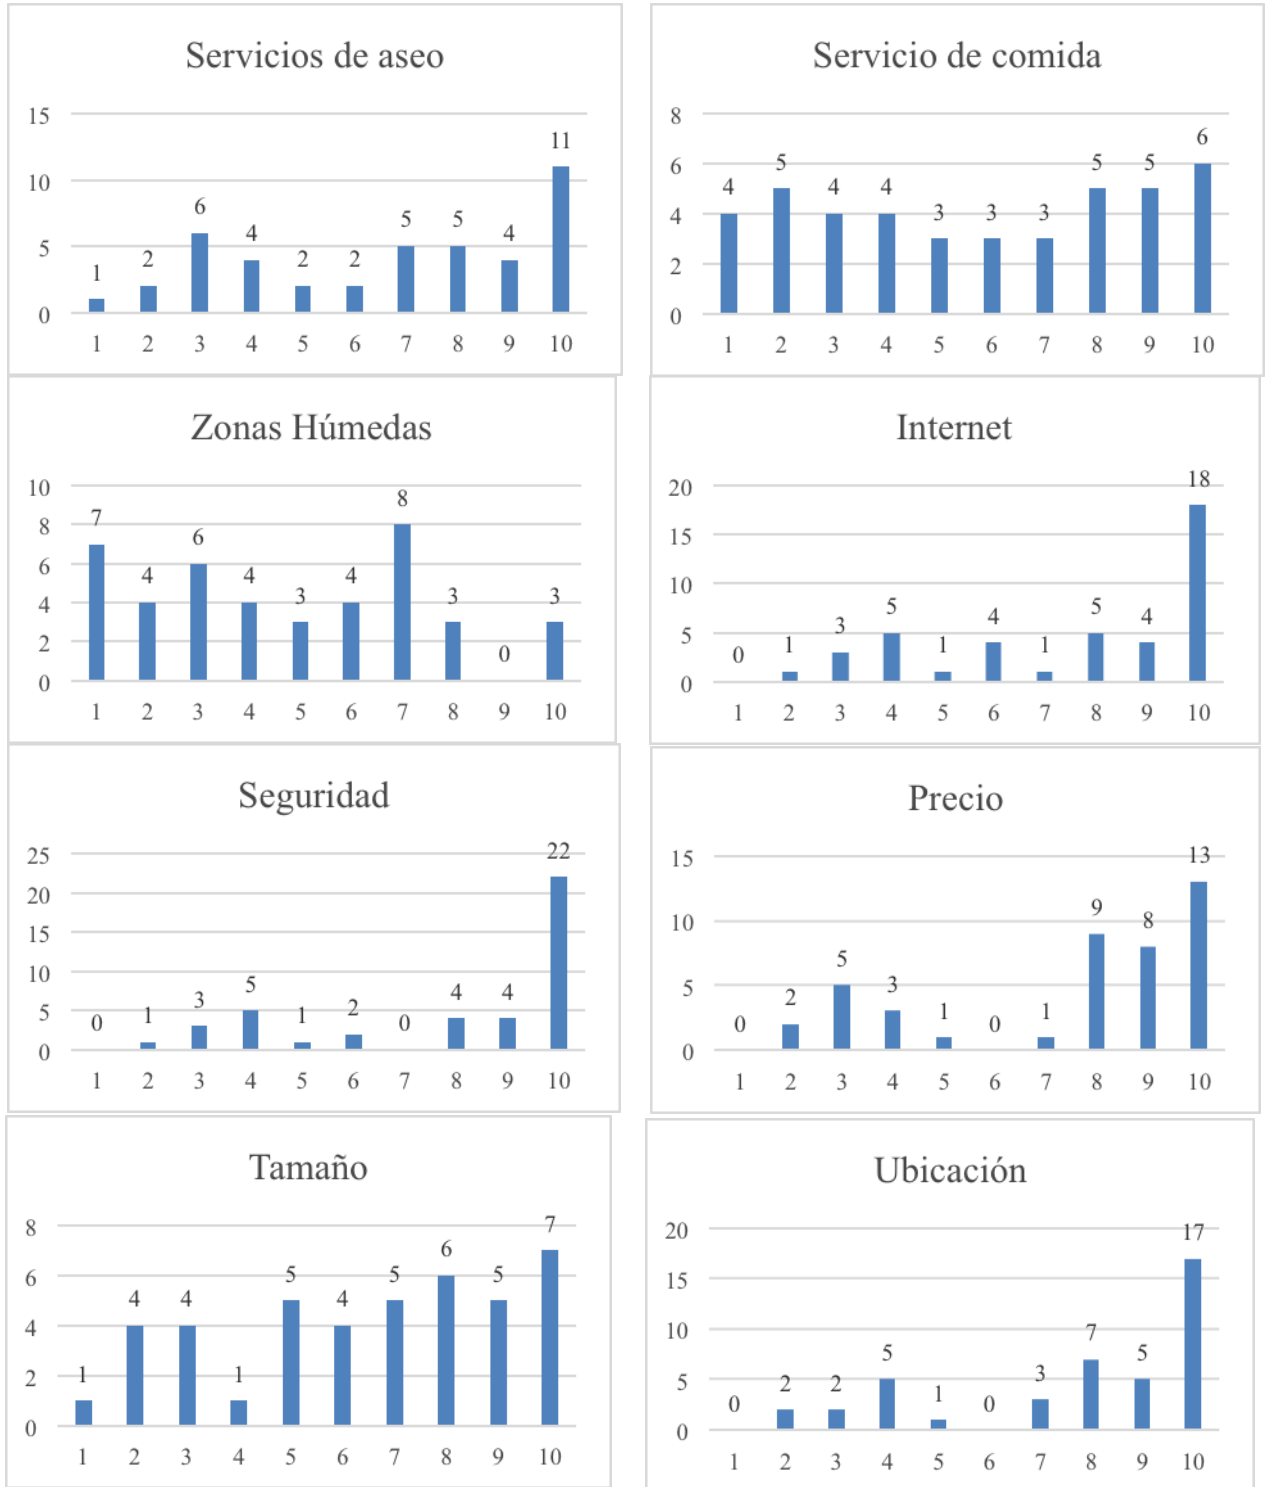 Servicios de aseo
15
10
5
0
1 2 6 4 2 2 5 5 4 11
1 2 3 4 5 6 7 8 9 10
Servicio de comida
8
6
4
2
0
4 5 4 4 3 3 3 5 5 6
1 2 3 4 5 6 7 8 9 10
Zonas Húmedas
10
8
6
4
2
0
7 4 6 4 3 4 8 3 0 3
1 2 3 4 5 6 7 8 9 10
Internet
20
15
10
5
0
0 1 3 5 1 4 1 5 4 18
1 2 3 4 5 6 7 8 9 10
Seguridad
25
20
15
10
5
0
0 1 3 5 1 2 0 4 4 22
1 2 3 4 5 6 7 8 9 10
Precio
15
10
5
0
0 2 5 3 1 0 1 9 8 13
1 2 3 4 5 6 7 8 9 10
Tamaño
8
6
4
2
0
1 4 4 1 5 4 5 6 5 7
1 2 3 4 5 6 7 8 9 10
Ubicación
20
15
10
5
0
0 2 2 5 1 0 3 7 5 17
1 2 3 4 5 6 7 8 9 10